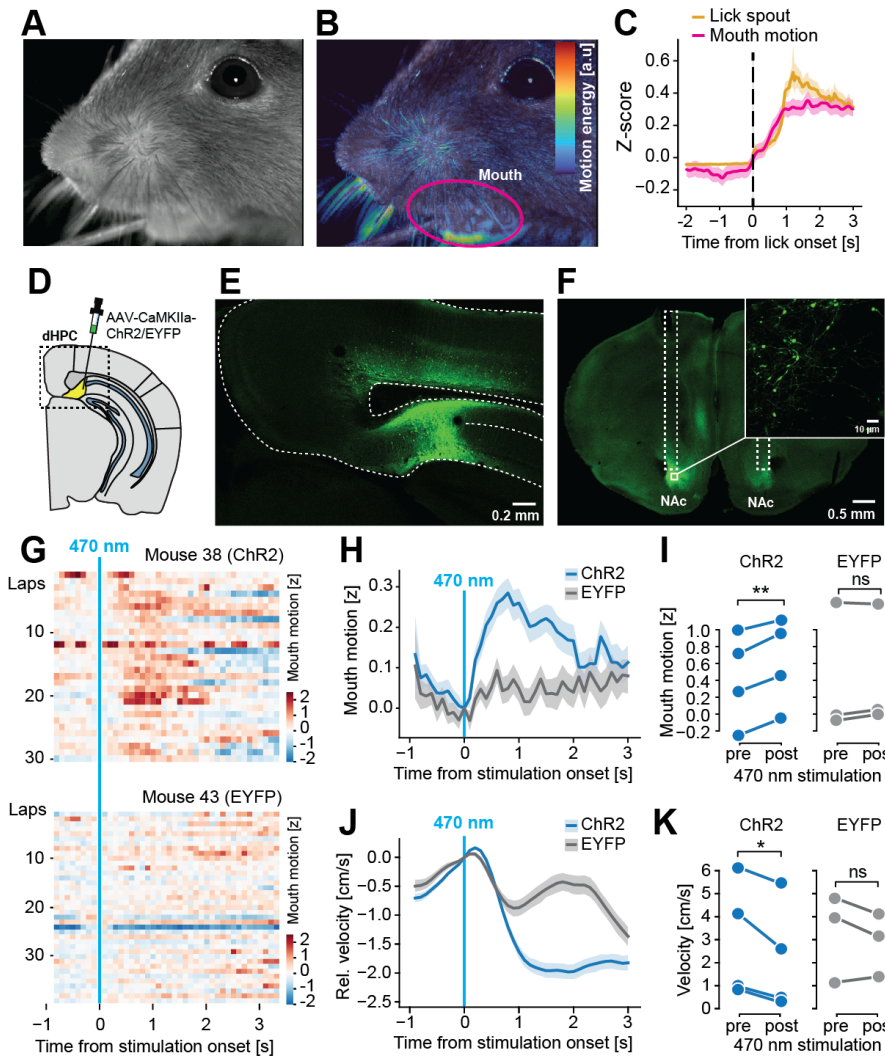 A
B
Motion energy [a.u]
Mouth
C
Lick spout
Mouth motion
Z-score
0.6
0.4
0.2
0.0
−0.2
−2 −1 0 1 2 3
Time from lick onset [s]
D
AAV-CaMKIIa-
ChR2/EYFP
dHPC
E
0.2 mm
F
10 µm
NAc
NAc
0.5 mm
G
470 nm
Mouse 38 (ChR2)
Laps
10
20
30
Mouth motion [z]
2
1
0
−1
−2
Mouse 43 (EYFP)
Laps
10
20
30
Mouth motion [z]
2
1
0
−1
−2
−1 0 1 2 3
Time from stimulation onset [s]
H
470 nm
ChR2
EYFP
Mouth motion [z]
0.3
0.2
0.1
0.0
−1 0 1 2 3
Time from stimulation onset [s]
I
ChR2
EYFP
**
ns
Mouth motion [z]
1.0
0.8
0.6
0.4
0.2
0.0
−0.2
pre post
pre pos
470 nm stimulation
J
470 nm
ChR2
EYFP
Rel. velocity [cm/s]
0.0
−0.5
−1.0
−1.5
−2.0
−2.5
−1 0 1 2 3
Time from stimulation onset [s]
K
ChR2
EYFP
*
ns
Velocity [cm/s]
6
5
4
3
2
1
0
pre post
pre pos
470 nm stimulation